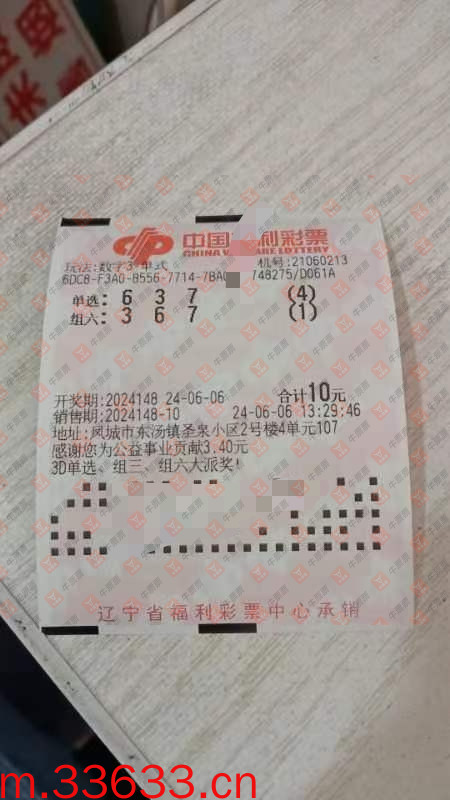 中国 利彩票
CHINA W ARE LOTTERY
玩法:数字3 单式 机号:21060213
6DC8-F3A0-8556-7714-7BA 748275/D061A
单选: 6 3 7 (4)
组六: 3 6 7 (1)
开奖期:2024148 24-06-06 合计10元
销售期:2024148-10 24-06-06 13:29:46
地址:凤城市东汤镇圣泉小区2号楼4单元107
感谢您为公益事业贡献3.40元
3D单选、组三、组六大派奖!
辽宁省福利彩票中心承销
m.33633.cn